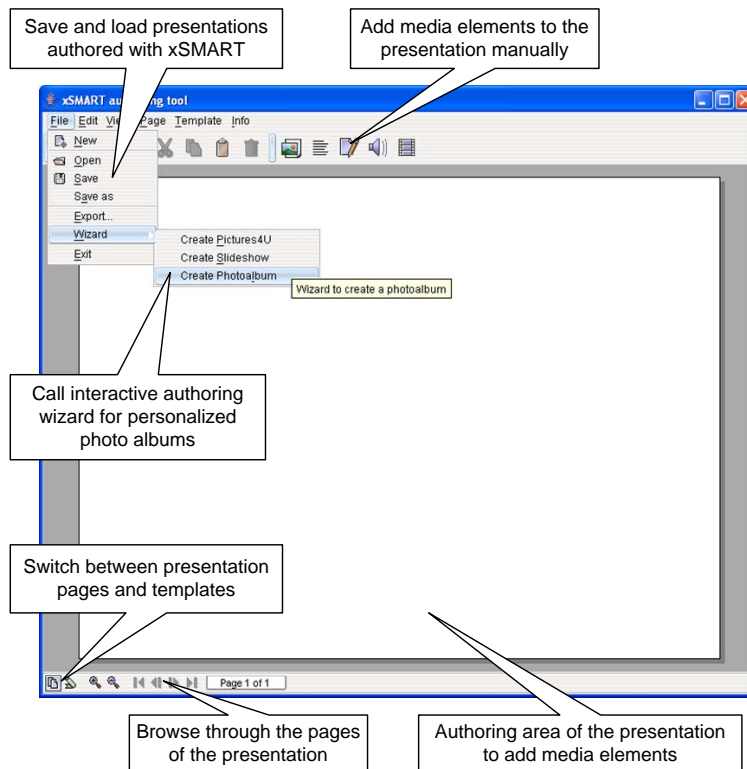 Save and load presentations
authored with xSMART
Add media elements to the
presentation manually
xSMART au ng tool
File Edit Vie Page Template Info
New
Open
Save
Save as
Export...
Wizard
Exit
Create Pictures4U
Create Slideshow
Create Photoalbum
Wizard to create a photoalbum
Call interactive authoring
wizard for personalized
photo albums
Switch between presentation
pages and templates
Page 1 of 1
Browse through the pages
of the presentation
Authoring area of the presentation
to add media elements